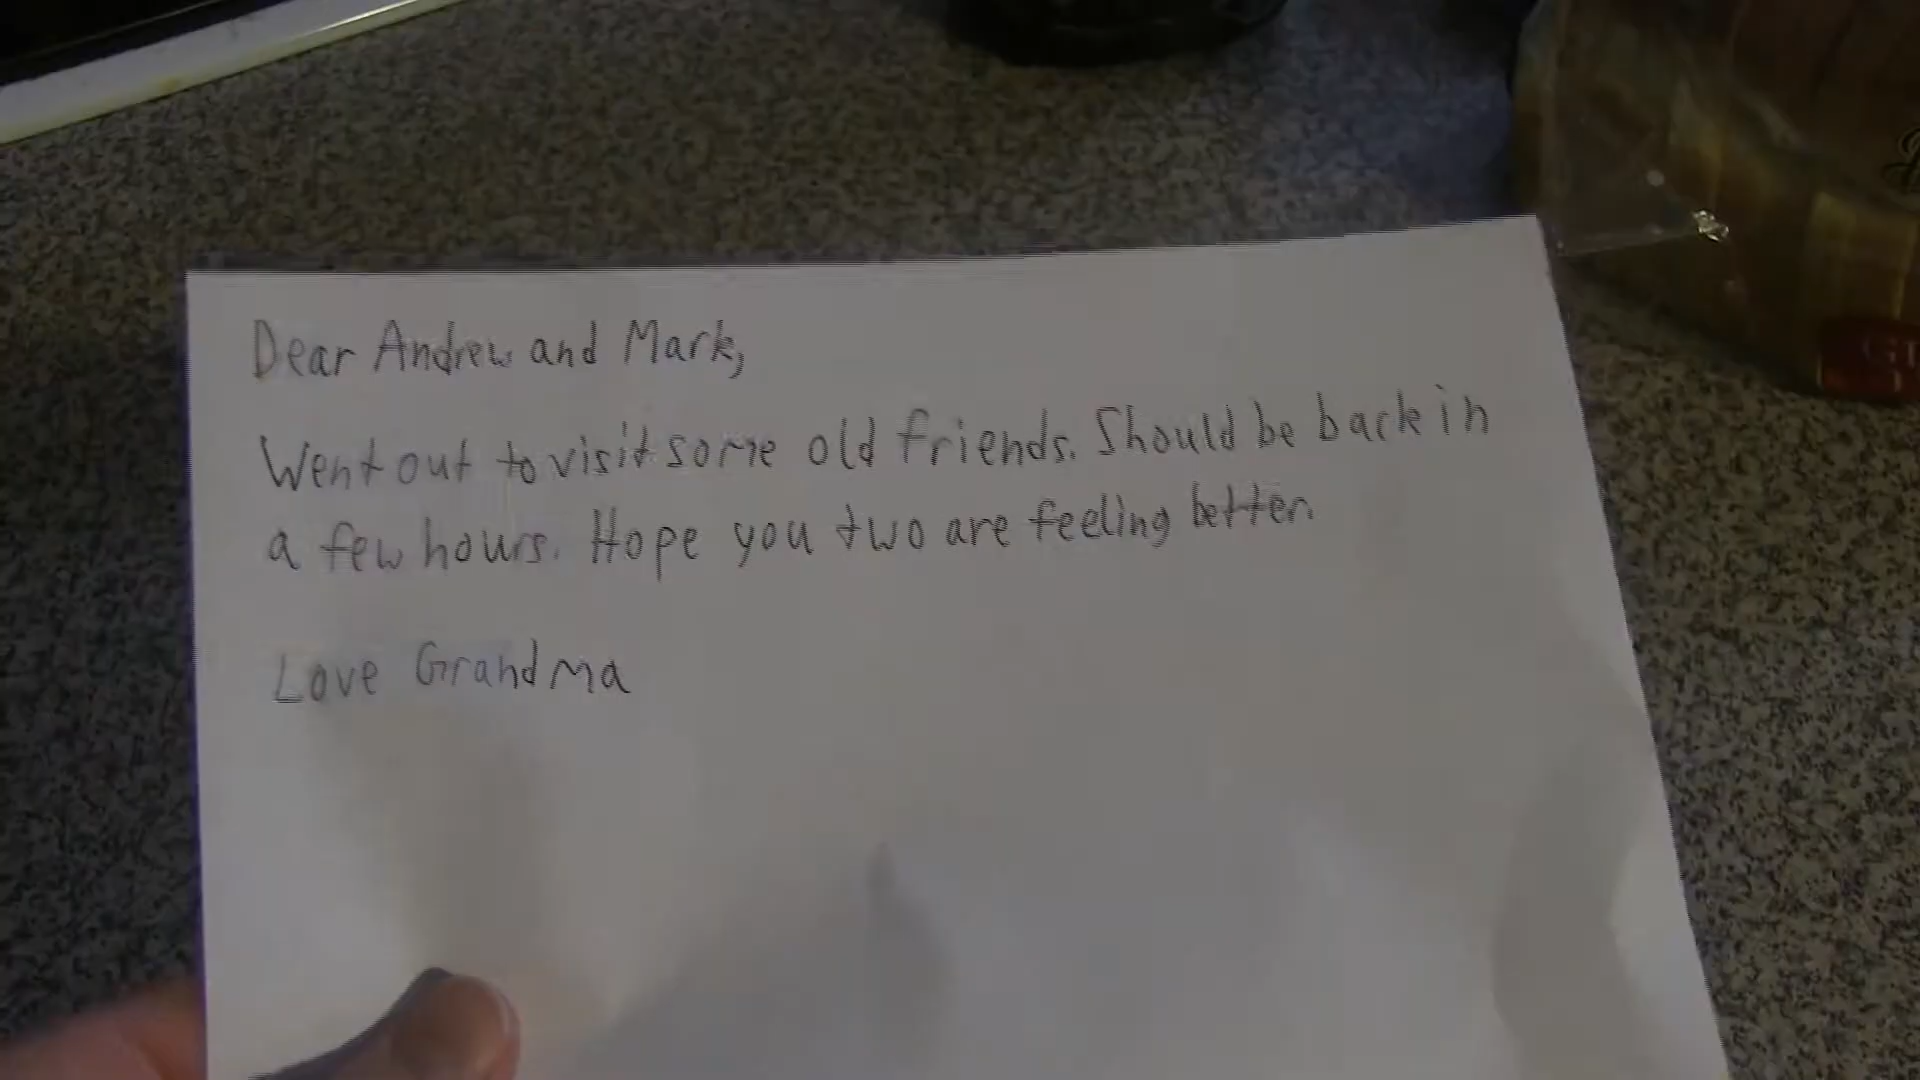 Dear Andrew and Mark,
Went out to visit some old friends. Should be back in
a few hours. Hope you two are feeling better.
Love Grandma